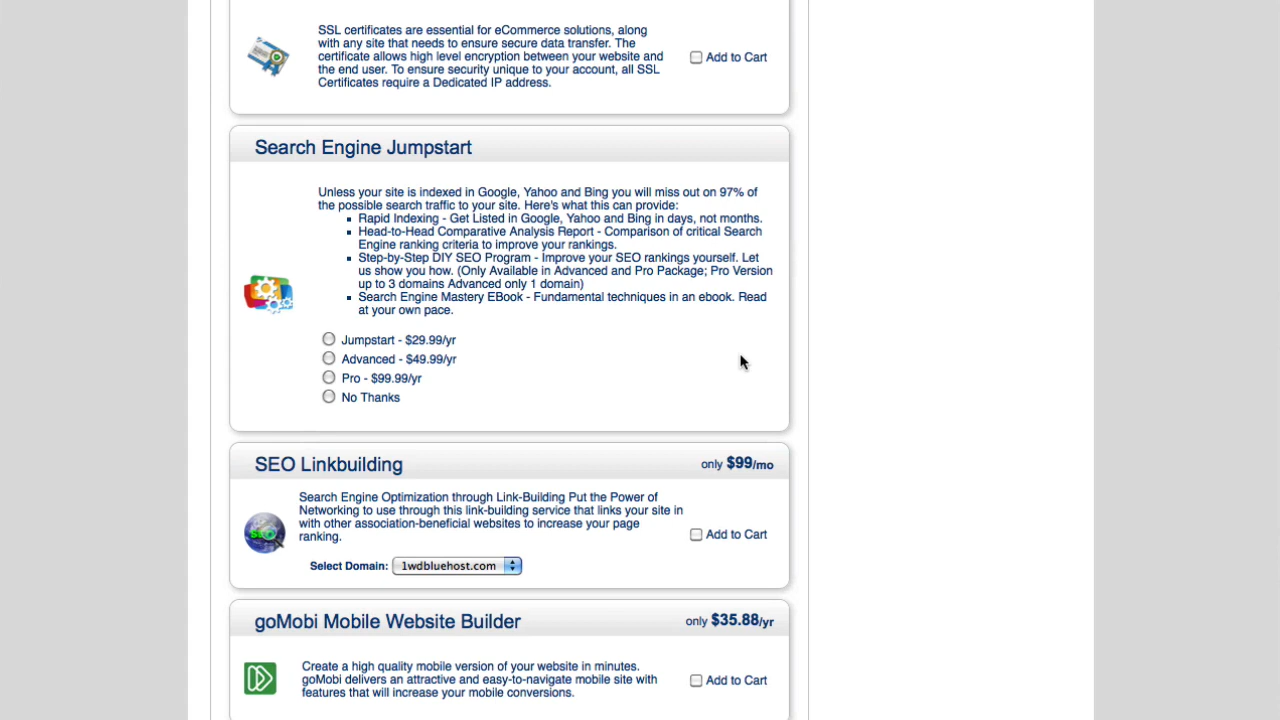 SSL certificates are essential for eCommerce solutions, along
with any site that needs to ensure secure data transfer. The
certificate allows high level encryption between your website and
the end user. To ensure security unique to your account, all SSL
Certificates require a Dedicated IP address.
Add to Cart
Search Engine Jumpstart
Unless your site is indexed in Google, Yahoo and Bing you will miss out on 97% of
the possible search traffic to your site. Here's what this can provide:
Rapid Indexing - Get Listed in Google, Yahoo and Bing in days, not months.
Head-to-Head Comparative Analysis Report - Comparison of critical Search
Engine ranking criteria to improve your rankings.
Step-by-Step DIY SEO Program - Improve your SEO rankings yourself. Let
us show you how. (Only Available in Advanced and Pro Package; Pro Version
up to 3 domains Advanced only 1 domain)
Search Engine Mastery EBook - Fundamental techniques in an ebook. Read
at your own pace.
Jumpstart - $29.99/yr
Advanced - $49.99/yr
Pro - $99.99/yr
No Thanks
SEO Linkbuilding only $99/mo
Search Engine Optimization through Link-Building Put the Power of
Networking to use through this link-building service that links your site in
with other association-beneficial websites to increase your page
ranking.
Add to Cart
Select Domain: 1wdbluehost.com
goMobi Mobile Website Builder only $35.88/yr
Create a high quality mobile version of your website in minutes.
goMobi delivers an attractive and easy-to-navigate mobile site with
features that will increase your mobile conversions.
Add to Cart
SEO